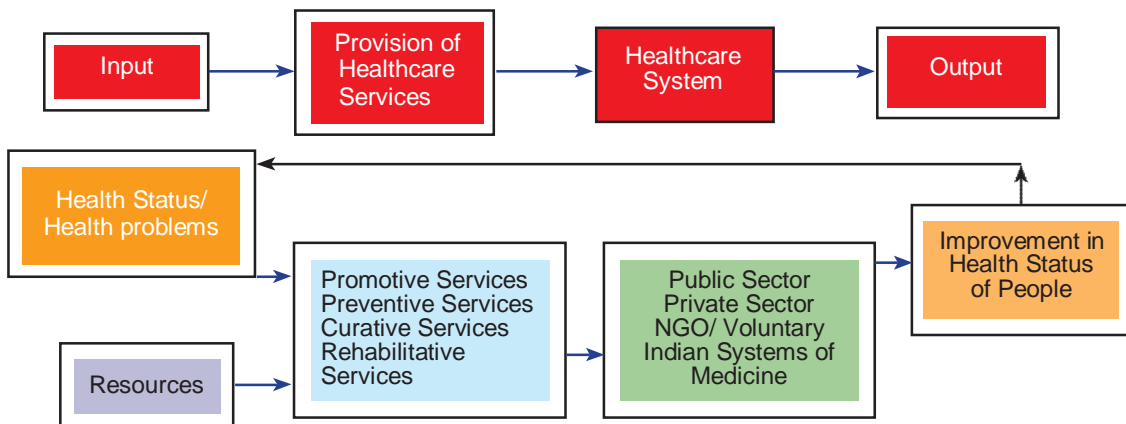 Input
Provision of
Healthcare
Services
Healthcare
System
Output
Health Status/
Health problems
Promotive Services
Preventive Services
Curative Services
Rehabilitative
Services
Public Sector
Private Sector
NGO/ Voluntary
Indian Systems of
Medicine
Improvement in
Health Status
of People
Resources